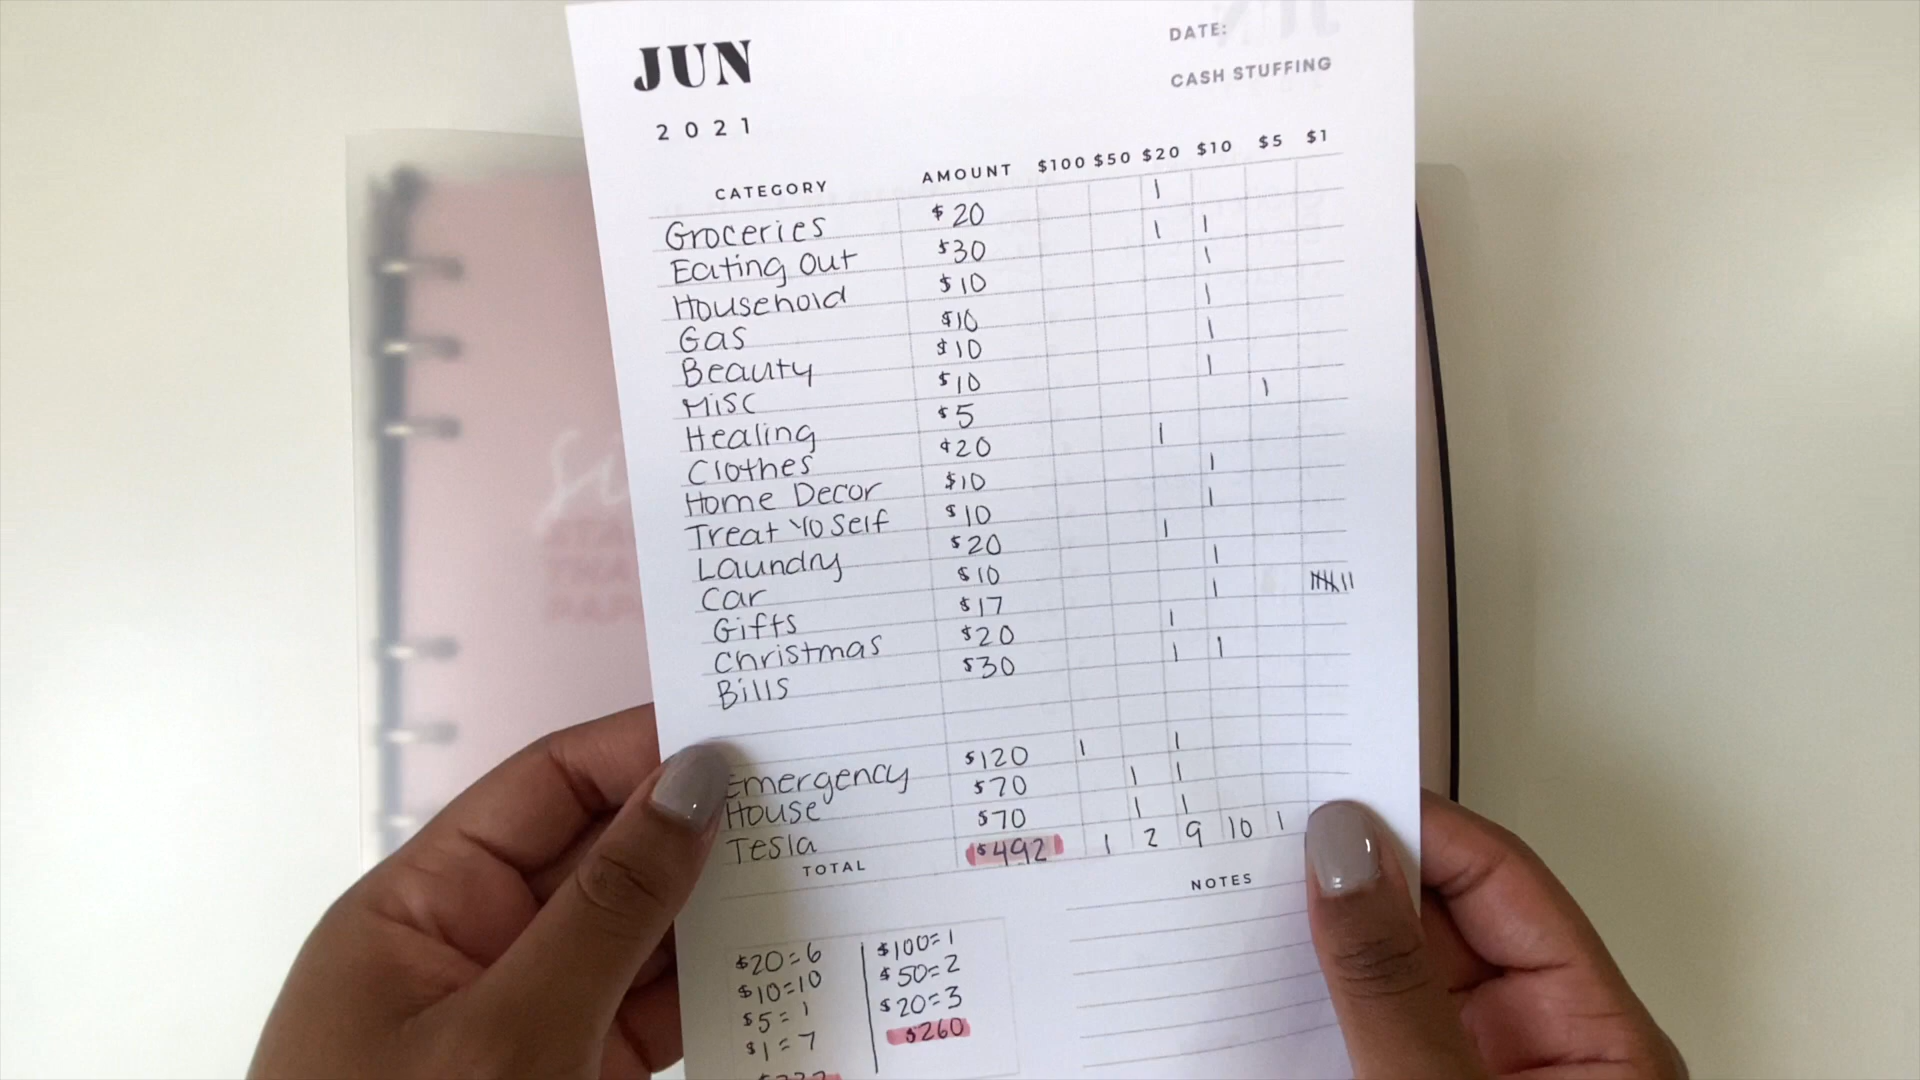 JUN
2021
DATE:
CASH STUFFING
CATEGORY AMOUNT $100 $50 $20 $10 $5 $1
Groceries $20 | 
Eating Out $30 | |
Household $10 |
Gas $10 |
Beauty $10 |
Misc $10 |
Healing $5 |
Clothes $20 |
Home Decor $10 |
Treat Yo Self $10 |
Laundry $20 |
Car $10 |
Gifts $17 | |||||||
Christmas $20 |
Bills $30 | |
Emergency $120 | |
House $70 | |
Tesla $70 | |
TOTAL $492 1 2 9 10 1
NOTES
$20=6
$10=10
$5=1
$1=7
$100=1
$50=2
$20=3
$260